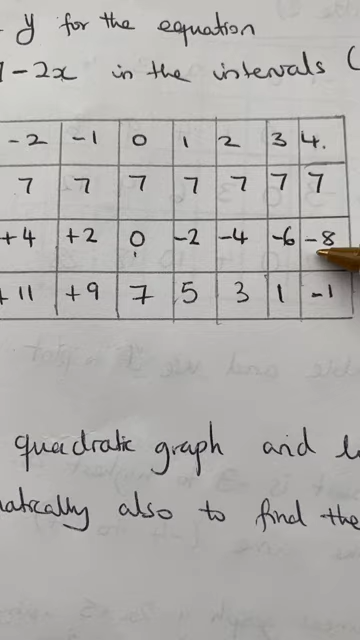 y for the equation
7 - 2x in the intervals (
-2 -1 0 1 2 3 4.
7 7 7 7 7 7 7
+4 +2 0 -2 -4 -6 -8
+11 +9 7 5 3 1 -1
quadratic graph and
also to find the